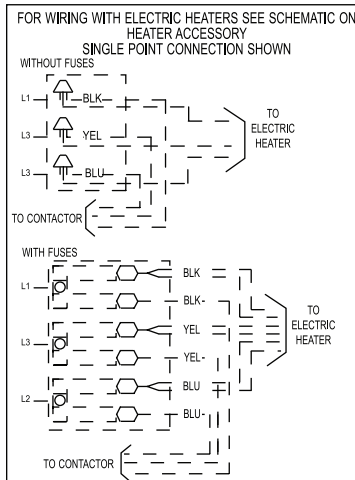 FOR WIRING WITH ELECTRIC HEATERS SEE SCHEMATIC ON
HEATER ACCESSORY
SINGLE POINT CONNECTION SHOWN
WITHOUT FUSES
L1
BLK
TO
ELECTRIC
HEATER
L3
YEL
L3
BLU
TO CONTACTOR
WITH FUSES
BLK
L1
BLK
TO
ELECTRIC
HEATER
YEL
L3
YEL
BLU
L2
BLU
TO CONTACTOR